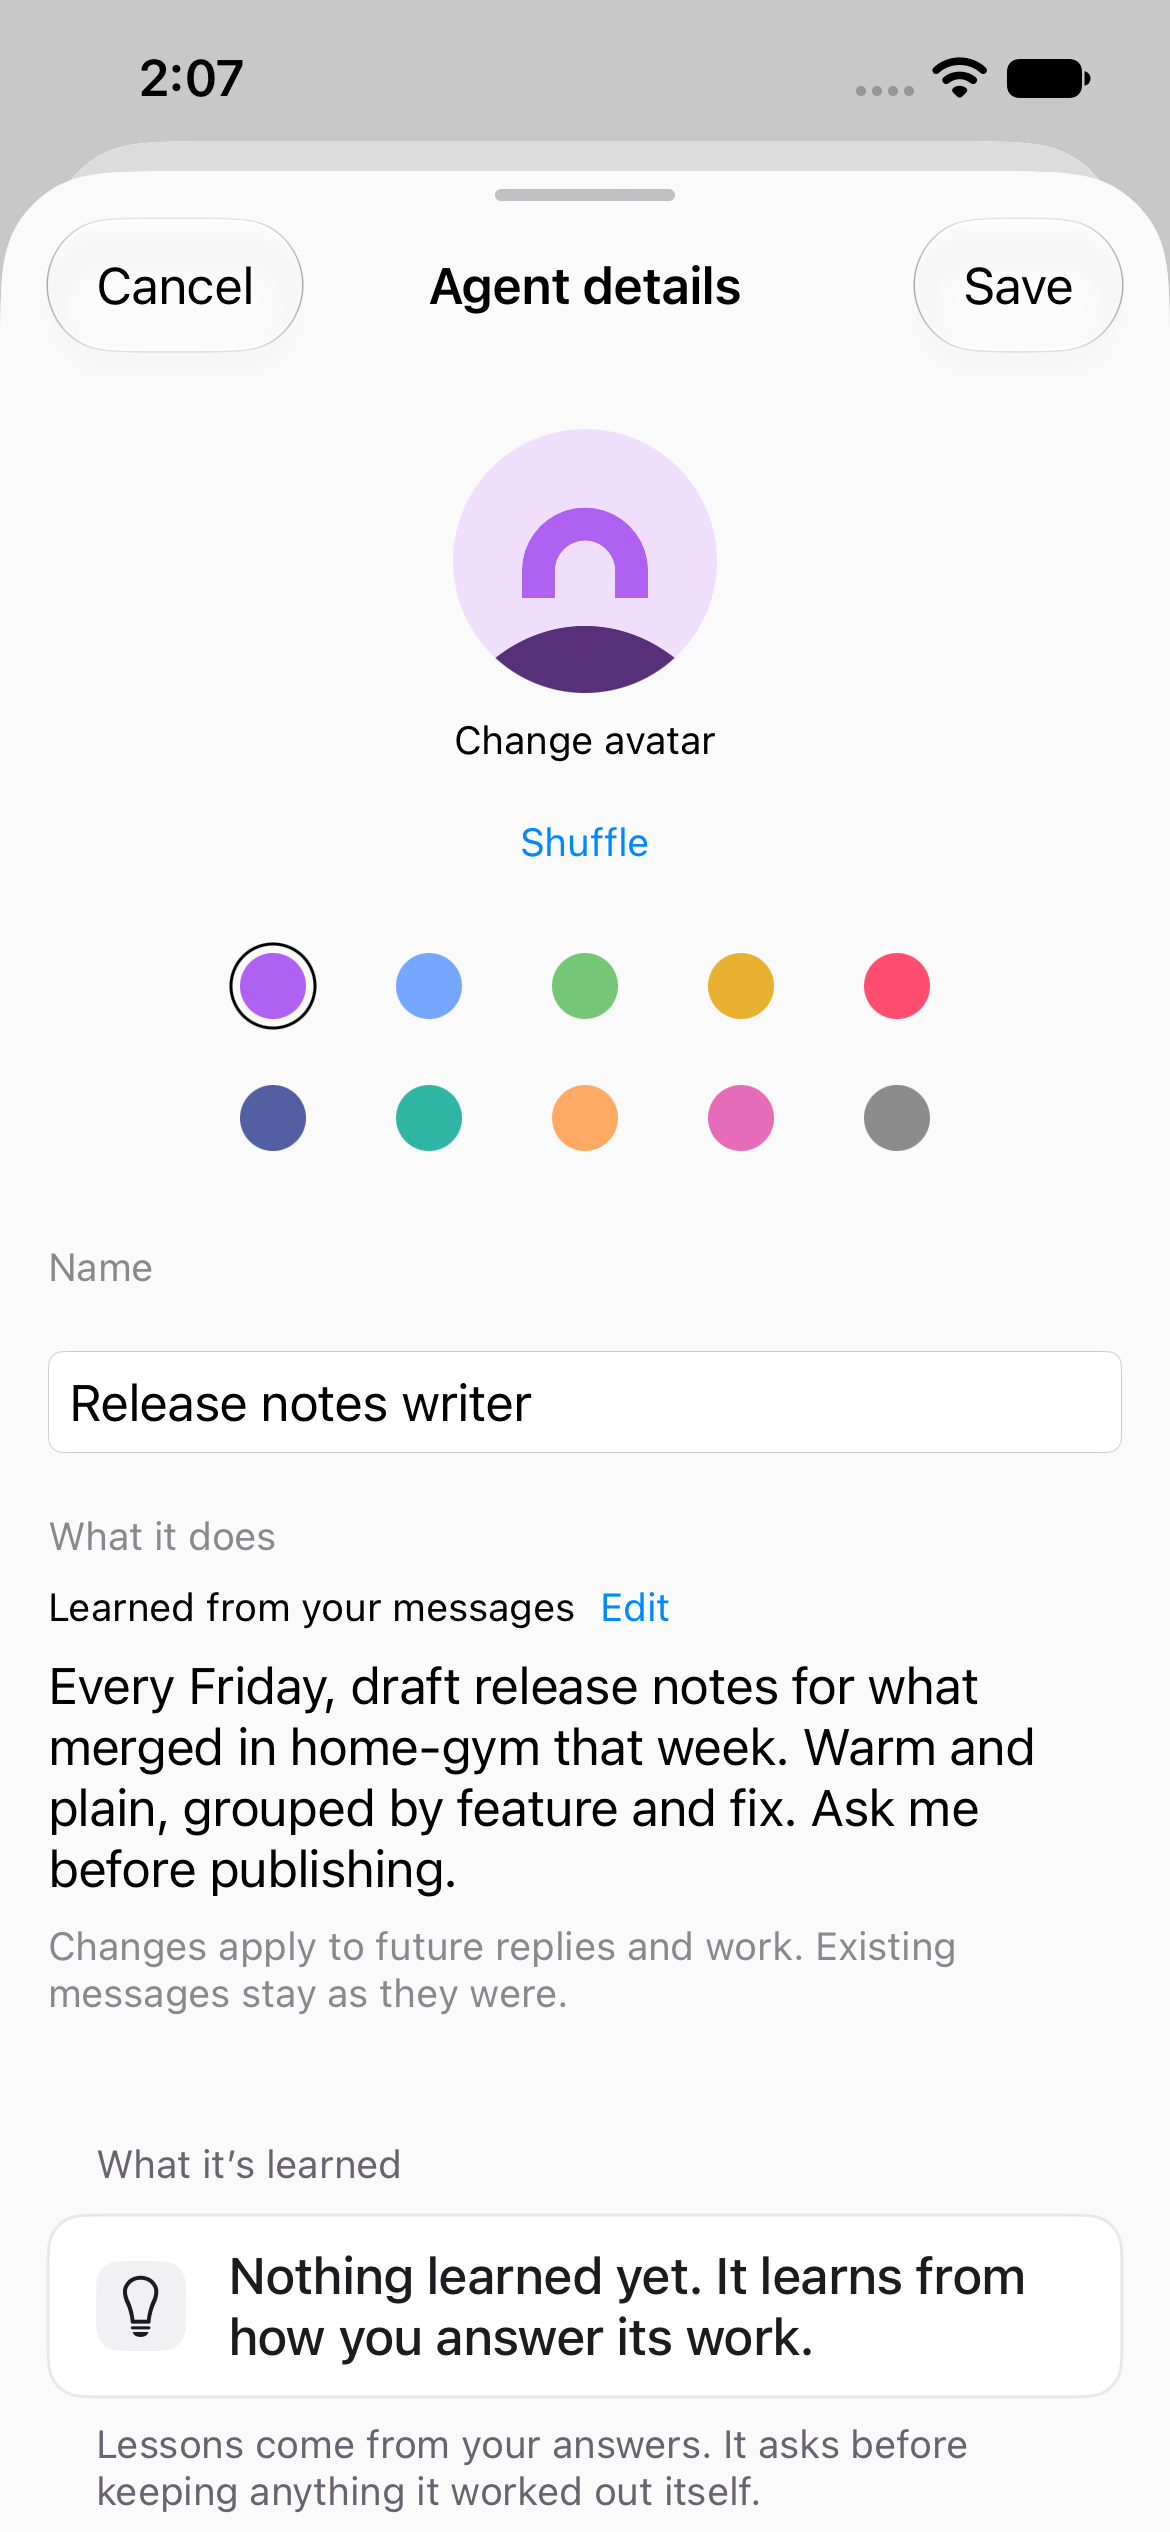 2:07
Cancel
Agent details
Save
Change avatar
Shuffle
Name
Release notes writer
What it does
Learned from your messages Edit
Every Friday, draft release notes for what
merged in home-gym that week. Warm and
plain, grouped by feature and fix. Ask me
before publishing.
Changes apply to future replies and work. Existing
messages stay as they were.
What it’s learned
Nothing learned yet. It learns from
how you answer its work.
Lessons come from your answers. It asks before
keeping anything it worked out itself.